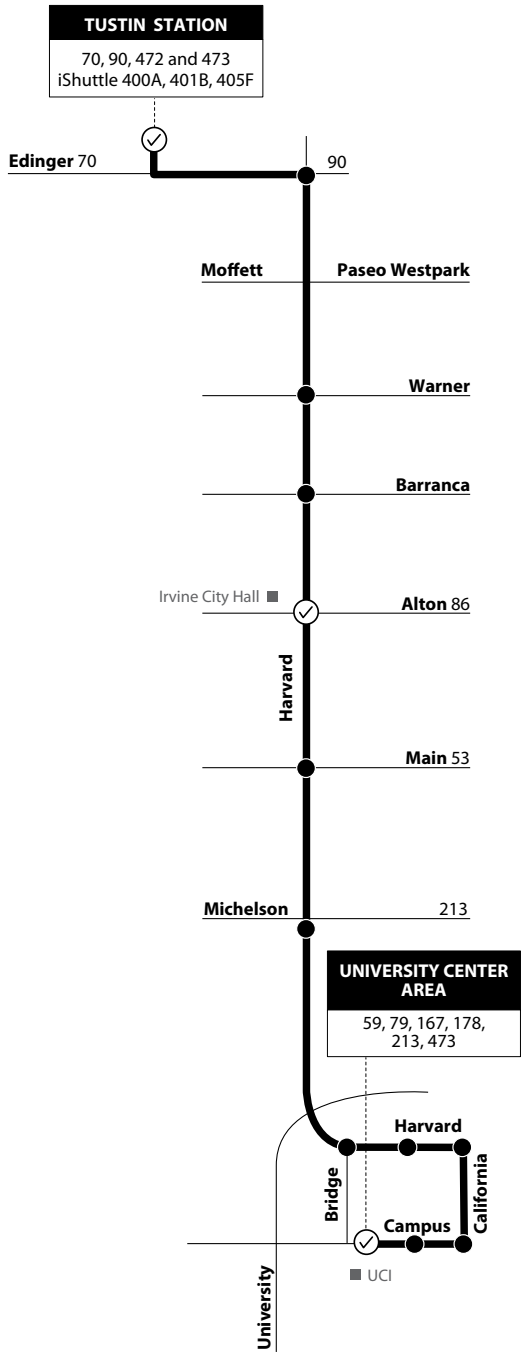 TUSTIN STATION
70, 90, 472 and 473
iShuttle 400A, 401B, 405F
Edinger 70
90
Moffett
Paseo Westpark
Warner
Barranca
Irvine City Hall
Alton 86
Harvard
Main 53
Michelson
213
UNIVERSITY CENTER
AREA
59, 79, 167, 178,
213, 473
Harvard
Bridge
California
Campus
UCI
University